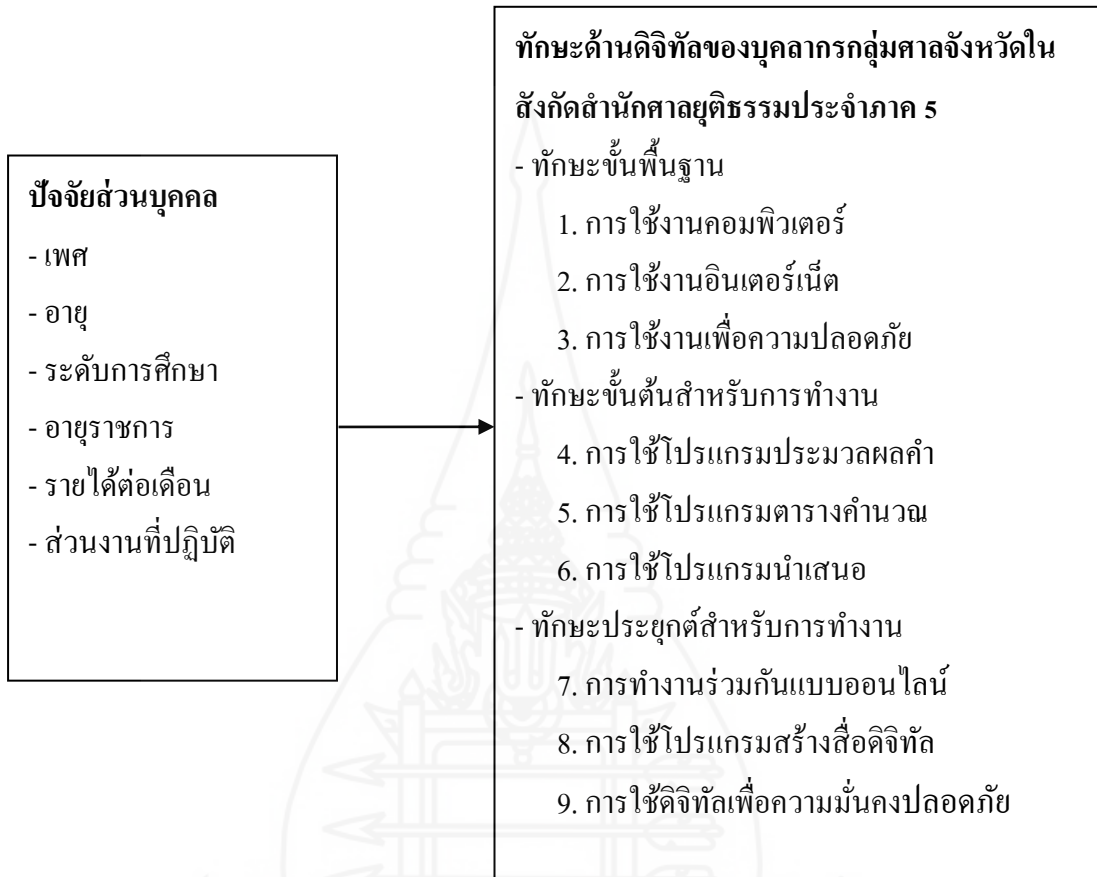 ปัจจัยส่วนบุคคล
- เพศ
- อายุ
- ระดับการศึกษา
- อายุราชการ
- รายได้ต่อเดือน
- ส่วนงานที่ปฏิบัติ
ทักษะด้านดิจิทัลของบุคลากรกลุ่มศาลจังหวัดใน
สังกัดสำนักศาลยุติธรรมประจำภาค 5
- ทักษะขั้นพื้นฐาน
1. การใช้งานคอมพิวเตอร์
2. การใช้งานอินเตอร์เน็ต
3. การใช้งานเพื่อความปลอดภัย
- ทักษะขั้นต้นสำหรับการทำงาน
4. การใช้โปรแกรมประมวลผลคำ
5. การใช้โปรแกรมตารางคำนวณ
6. การใช้โปรแกรมนำเสนอ
- ทักษะประยุกต์สำหรับการทำงาน
7. การทำงานร่วมกันแบบออนไลน์
8. การใช้โปรแกรมสร้างสื่อดิจิทัล
9. การใช้ดิจิทัลเพื่อความมั่นคงปลอดภัย